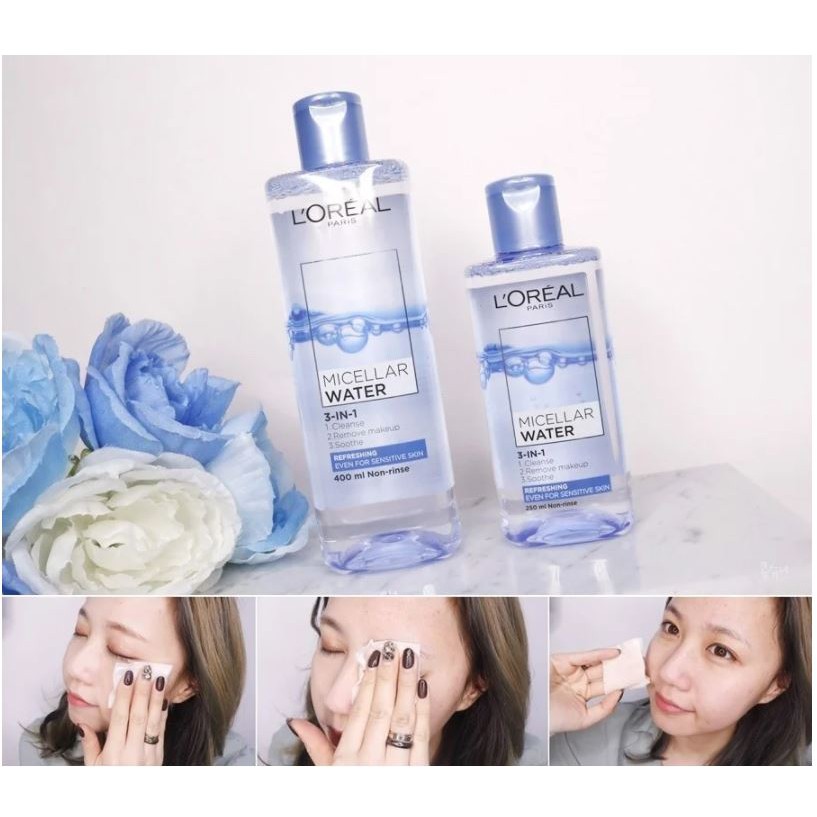 L'ORÉAL
PARIS
MICELLAR
WATER
3-IN-1
1.Cleanse
2.Remove makeup
3.Soothe
REFRESHING
EVEN FOR SENSITIVE SKIN
400 ml Non-rinse
L'ORÉAL
PARIS
MICELLAR
WATER
3-IN-1
1.Cleanse
2.Remove makeup
3.Soothe
REFRESHING
EVEN FOR SENSITIVE SKIN
250 ml Non-rinse